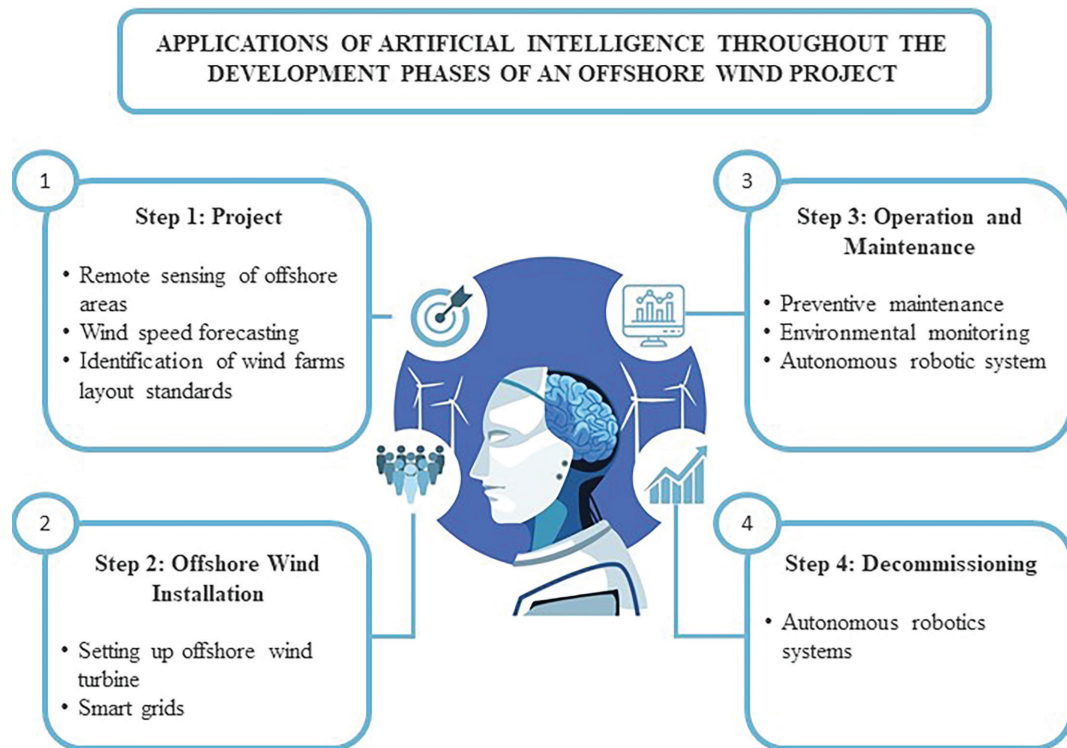 APPLICATIONS OF ARTIFICIAL INTELLIGENCE THROUGHOUT THE
DEVELOPMENT PHASES OF AN OFFSHORE WIND PROJECT
1
Step 1: Project
• Remote sensing of offshore
areas
• Wind speed forecasting
• Identification of wind farms
layout standards
2
Step 2: Offshore Wind
Installation
• Setting up offshore wind
turbine
• Smart grids
3
Step 3: Operation and
Maintenance
• Preventive maintenance
• Environmental monitoring
• Autonomous robotic system
4
Step 4: Decommissioning
• Autonomous robotics
systems